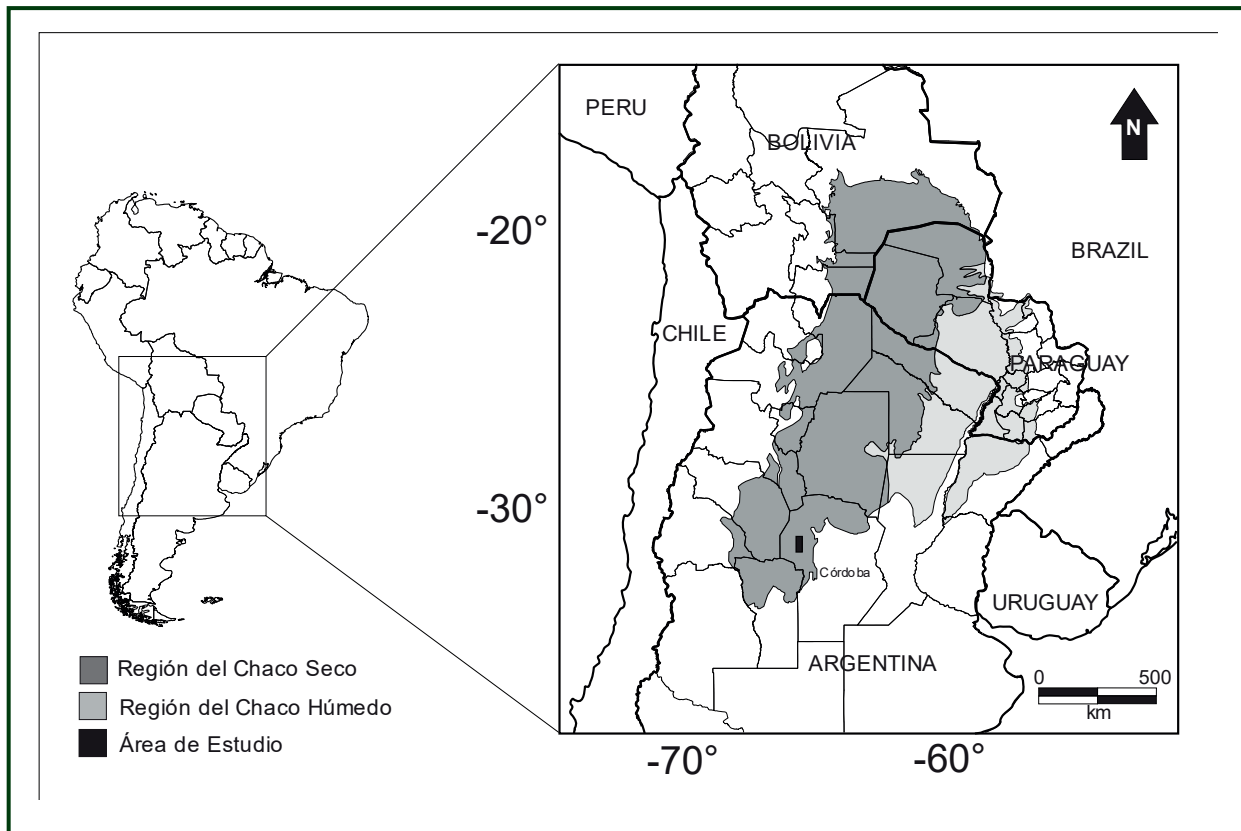 PERU
BOLIVIA
N
-20°
BRAZIL
CHILE
PARAGUAY
-30°
Córdoba
URUGUAY
ARGENTINA
0 500
km
-70° -60°
Región del Chaco Seco
Región del Chaco Húmedo
Área de Estudio